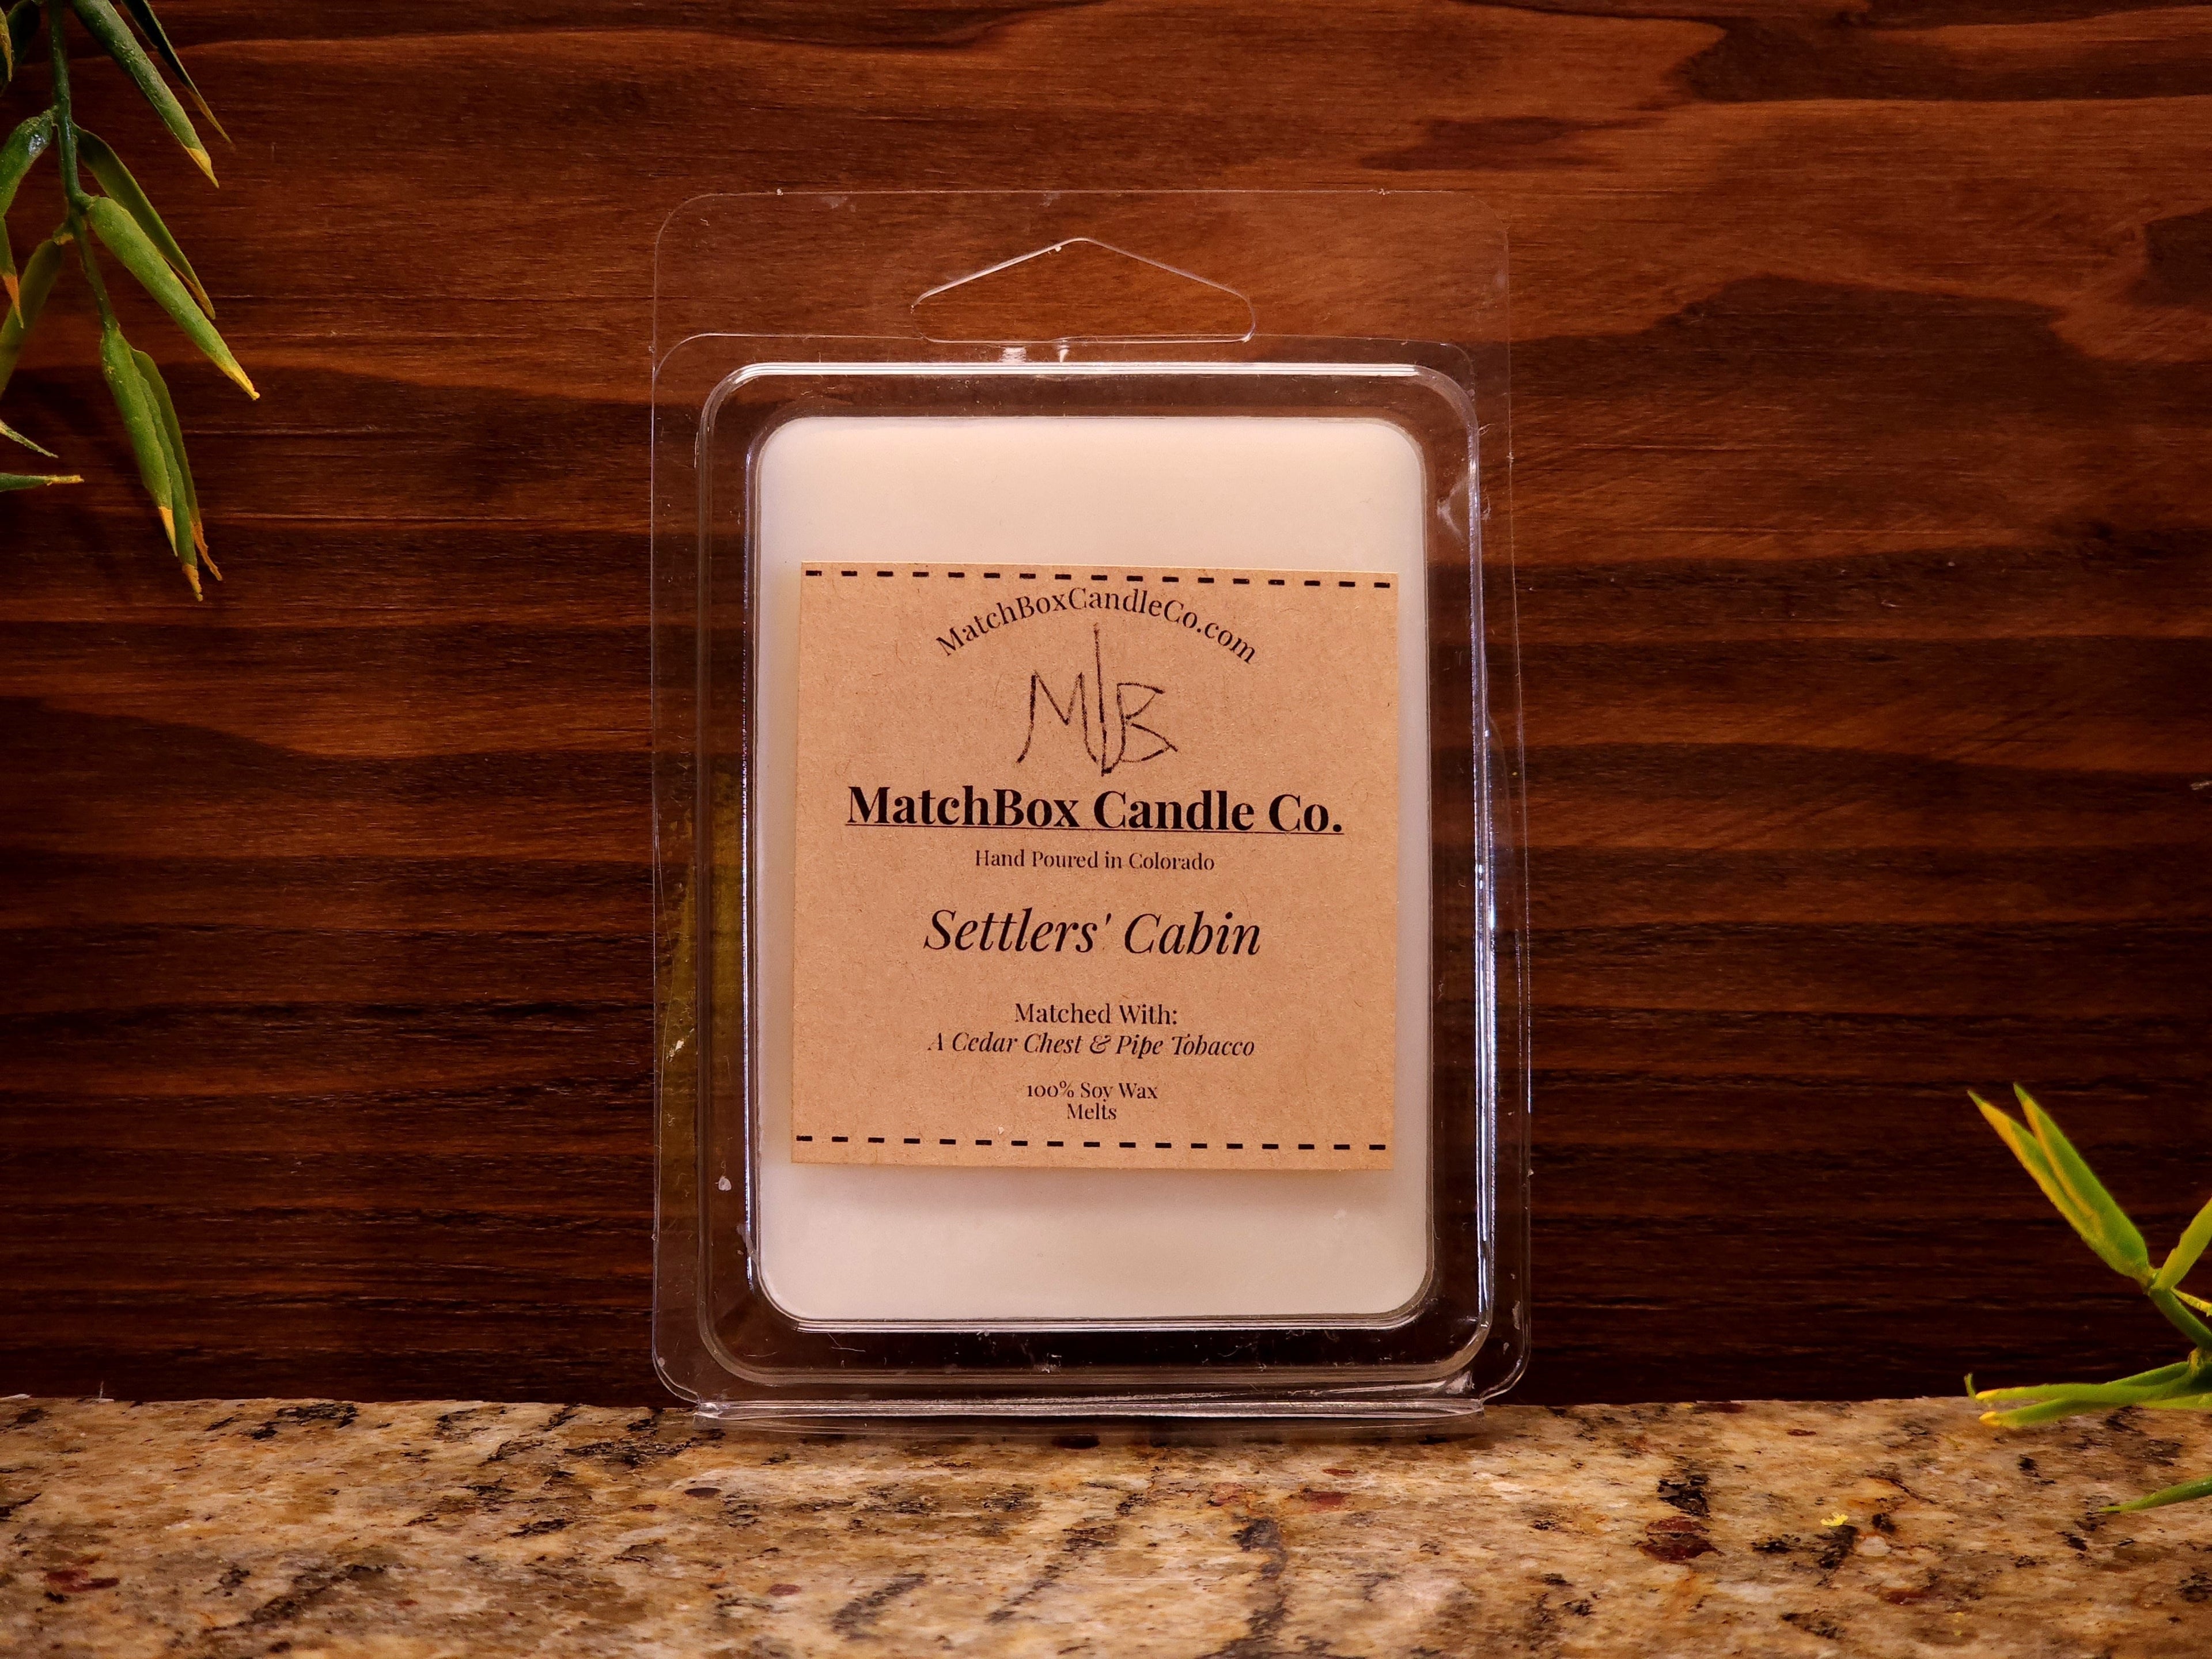 MatchBoxCandleCo.com
MB
MatchBox Candle Co.
Hand Poured in Colorado
Settlers' Cabin
Matched With:
A Cedar Chest & Pipe Tobacco
100% Soy Wax
Melts